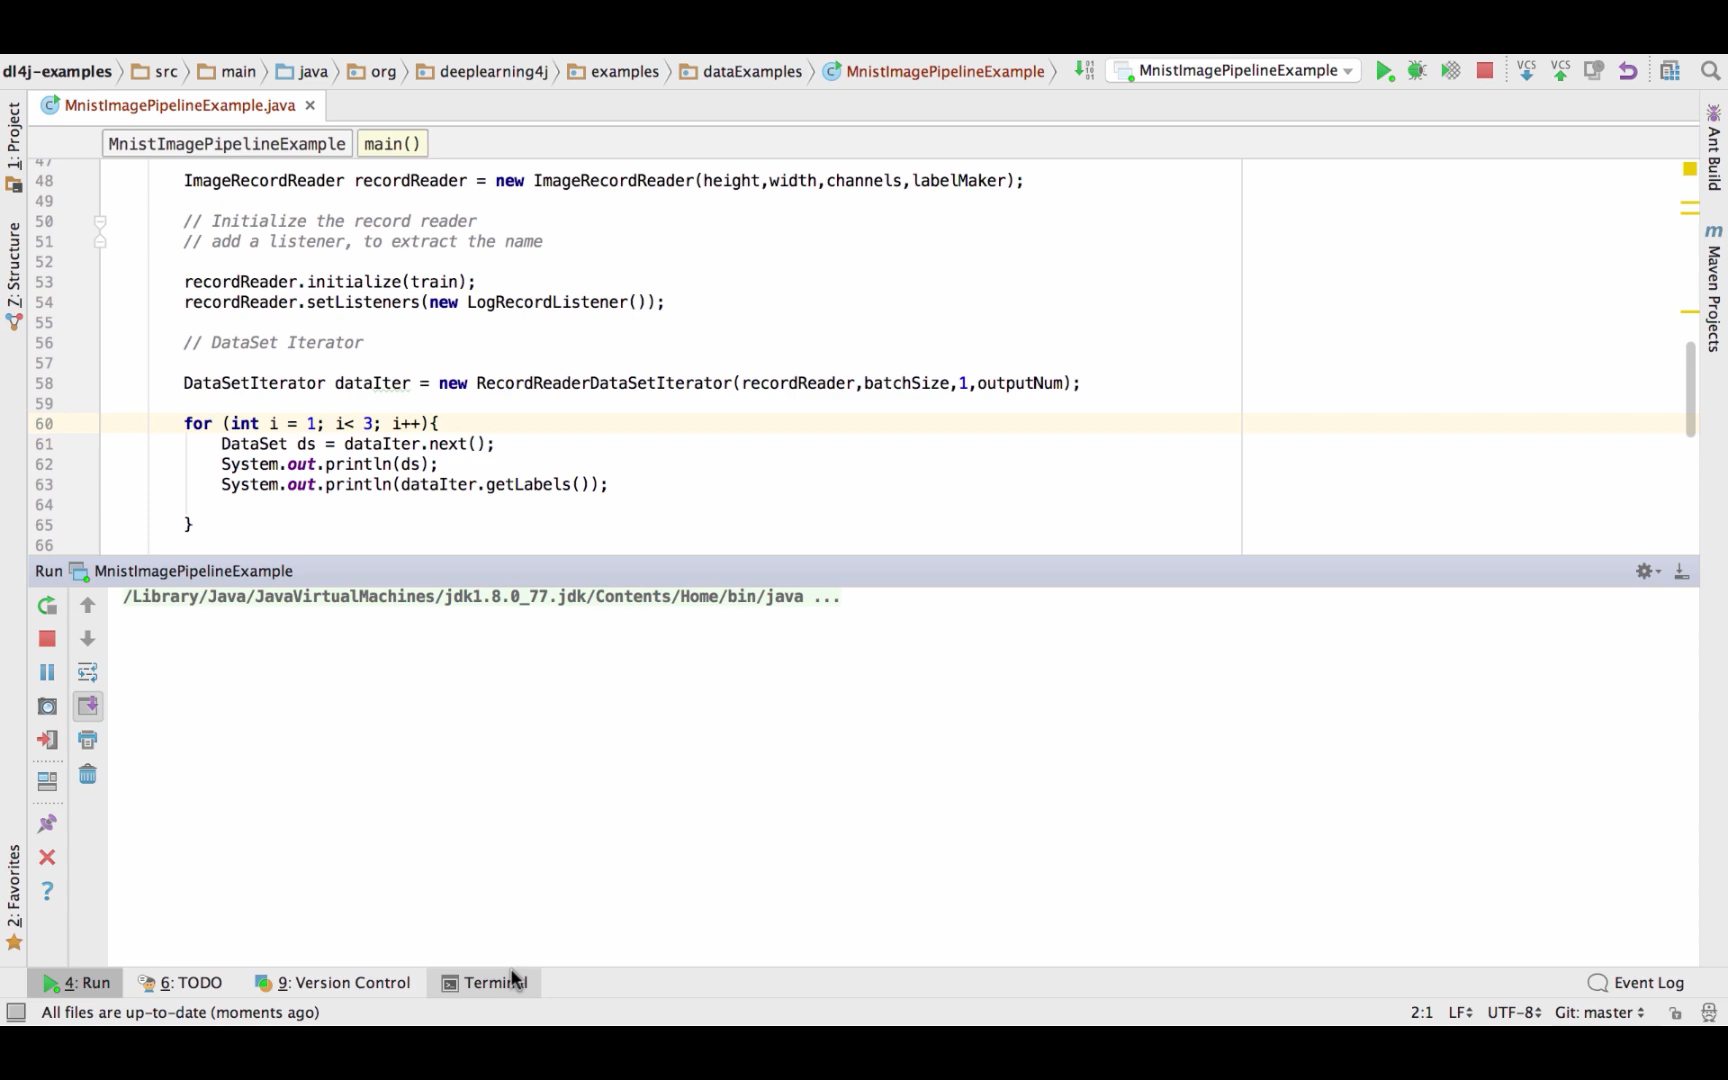 dl4j-examples src main java org deeplearning4j examples dataExamples MnistImagePipelineExample MnistImagePipelineExample VCS VCS
MnistImagePipelineExample.java
MnistImagePipelineExample main()
47
48 ImageRecordReader recordReader = new ImageRecordReader(height,width,channels,labelMaker);
49
50 // Initialize the record reader
51 // add a listener, to extract the name
52
53 recordReader.initialize(train);
54 recordReader.setListeners(new LogRecordListener());
55
56 // DataSet Iterator
57
58 DataSetIterator dataIter = new RecordReaderDataSetIterator(recordReader,batchSize,1,outputNum);
59
60 for (int i = 1; i< 3; i++){
61 DataSet ds = dataIter.next();
62 System.out.println(ds);
63 System.out.println(dataIter.getLabels());
64
65 }
66
1: Project
7: Structure
2: Favorites
Ant Build
m Maven Projects
Run MnistImagePipelineExample
/Library/Java/JavaVirtualMachines/jdk1.8.0_77.jdk/Contents/Home/bin/java ...
4: Run 6: TODO 9: Version Control Terminal Event Log
All files are up-to-date (moments ago) 2:1 LF UTF-8 Git: master